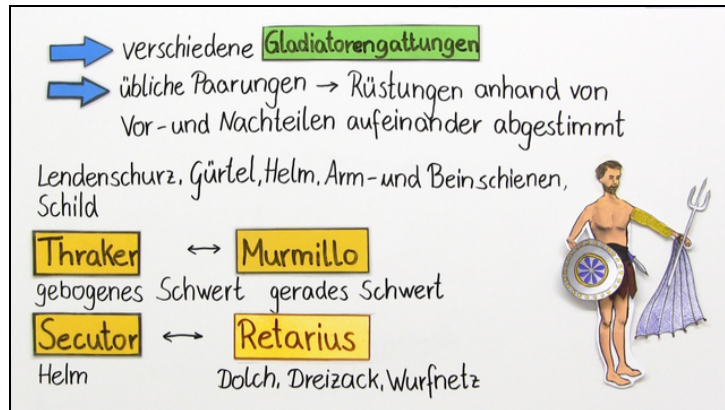 verschiedene Gladiatorengattungen
übliche Paarungen → Rüstungen anhand von
Vor- und Nachteilen aufeinander abgestimmt
Lendenschurz, Gürtel, Helm, Arm- und Beinschienen,
Schild
Thraker ↔ Murmillo
gebogenes Schwert gerades Schwert
Secutor ↔ Retarius
Helm Dolch, Dreizack, Wurfnetz